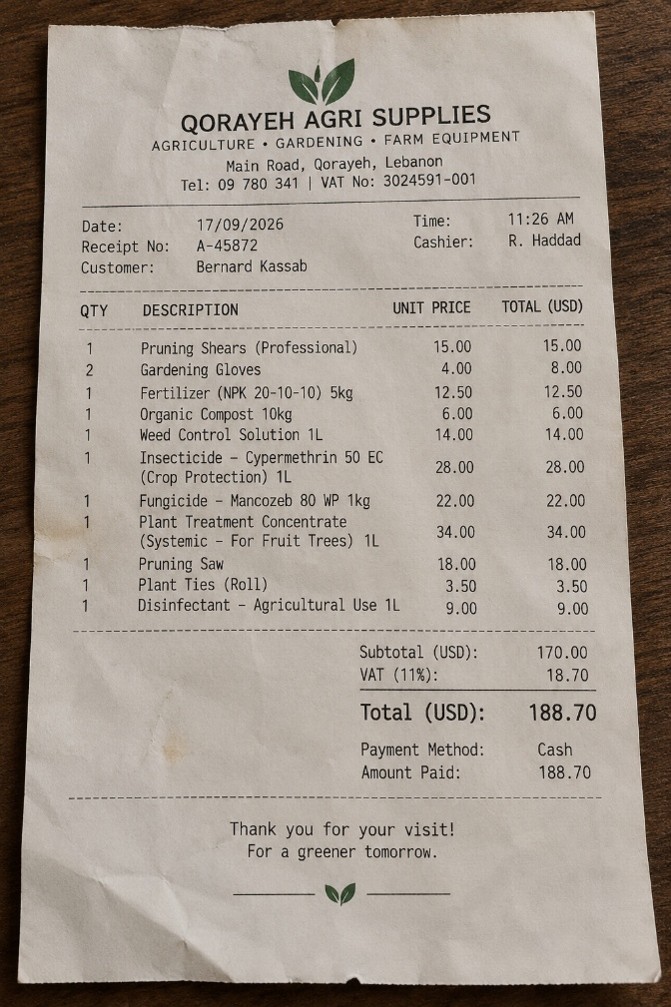 QORAYEH AGRI SUPPLIES
AGRICULTURE • GARDENING • FARM EQUIPMENT
Main Road, Qorayeh, Lebanon
Tel: 09 780 341 | VAT No: 3024591-001
Date: 17/09/2026 Time: 11:26 AM
Receipt No: A-45872 Cashier: R. Haddad
Customer: Bernard Kassab
QTY DESCRIPTION UNIT PRICE TOTAL (USD)
1 Pruning Shears (Professional) 15.00 15.00
2 Gardening Gloves 4.00 8.00
1 Fertilizer (NPK 20-10-10) 5kg 12.50 12.50
1 Organic Compost 10kg 6.00 6.00
1 Weed Control Solution 1L 14.00 14.00
1 Insecticide – Cypermethrin 50 EC
(Crop Protection) 1L 28.00 28.00
1 Fungicide – Mancozeb 80 WP 1kg 22.00 22.00
1 Plant Treatment Concentrate
(Systemic – For Fruit Trees) 1L 34.00 34.00
1 Pruning Saw 18.00 18.00
1 Plant Ties (Roll) 3.50 3.50
1 Disinfectant – Agricultural Use 1L 9.00 9.00
Subtotal (USD): 170.00
VAT (11%): 18.70
Total (USD): 188.70
Payment Method: Cash
Amount Paid: 188.70
Thank you for your visit!
For a greener tomorrow.